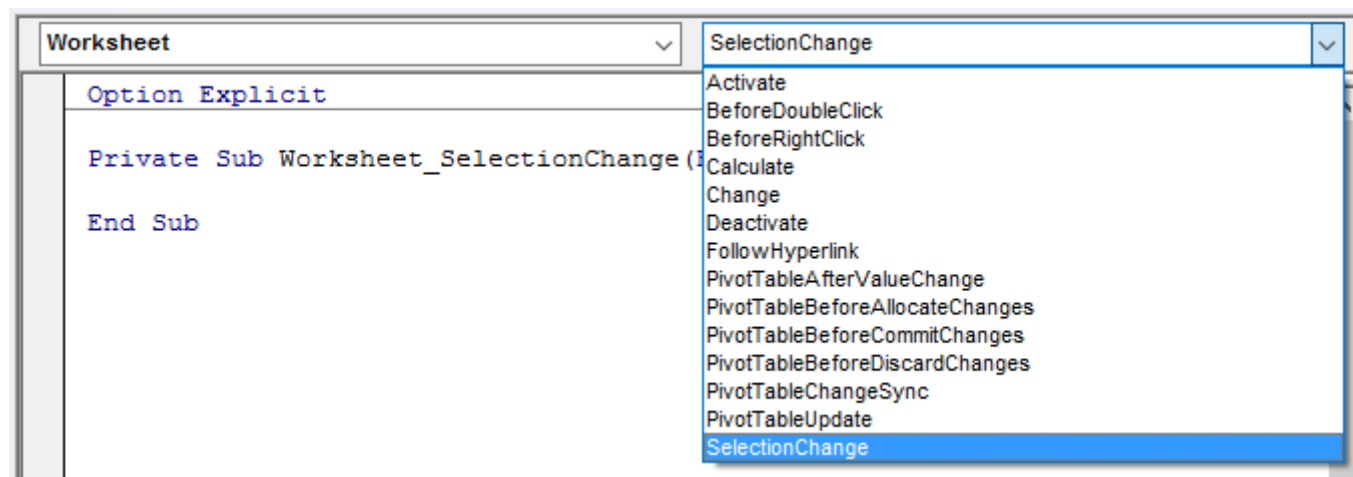 Worksheet
SelectionChange
Option Explicit
Private Sub Worksheet_SelectionChange(
End Sub
Activate
BeforeDoubleClick
BeforeRightClick
Calculate
Change
Deactivate
FollowHyperlink
PivotTableAfterValueChange
PivotTableBeforeAllocateChanges
PivotTableBeforeCommitChanges
PivotTableBeforeDiscardChanges
PivotTableChangeSync
PivotTableUpdate
SelectionChange